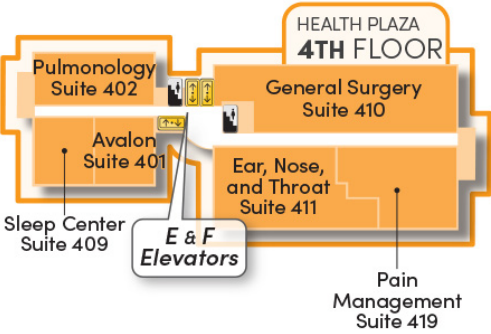 HEALTH PLAZA
4TH FLOOR
Pulmonology
Suite 402
General Surgery
Suite 410
Avalon
Suite 401
Ear, Nose,
and Throat
Suite 411
Sleep Center
Suite 409
E & F
Elevators
Pain
Management
Suite 419